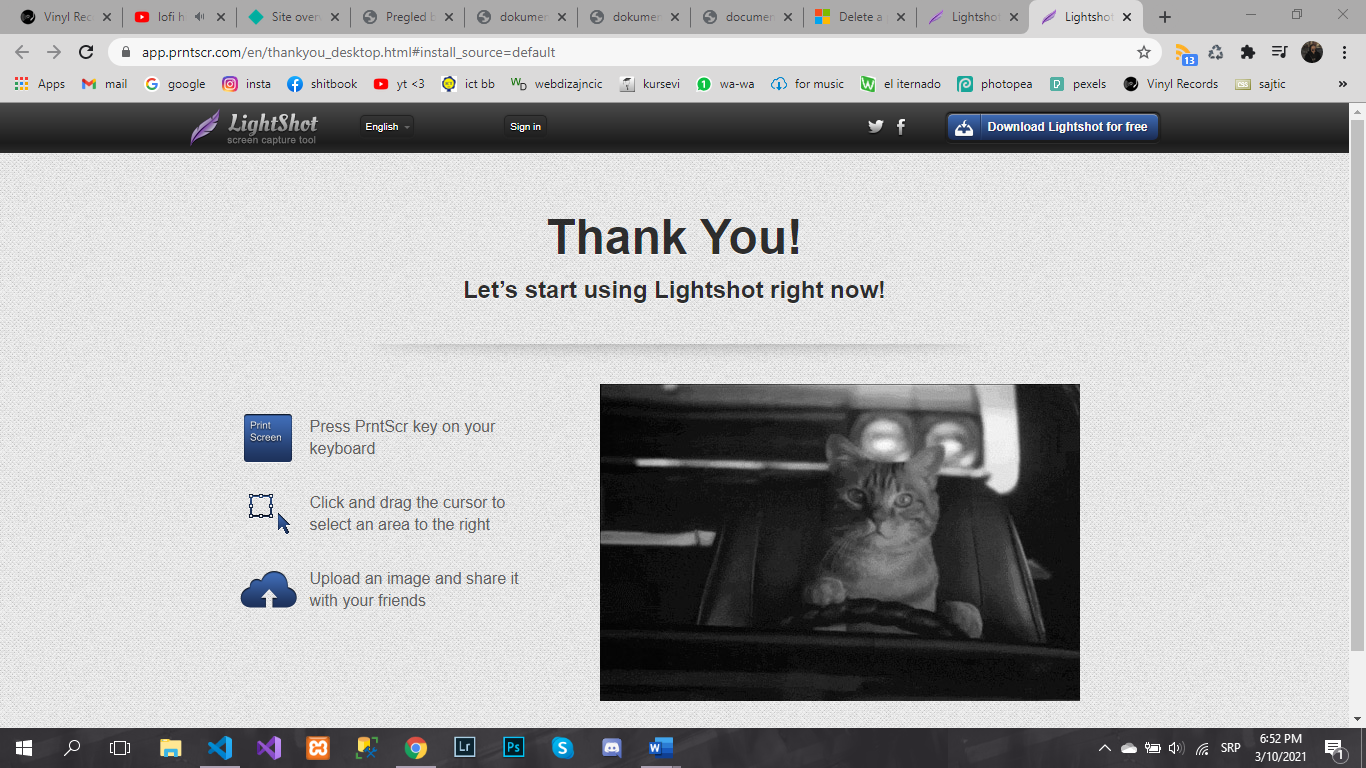 Vinyl Rec
lofi h
Site over
Pregled b
dokumen
dokumen
documen
Delete a
Lightshot
Lightshot
app.prntscr.com/en/thankyou_desktop.html#install_source=default
13
Apps
mail
google
insta
shitbook
yt <3
ict bb
WD
webdizajncic
kursevi
1
wa-wa
for music
el iternado
photopea
pexels
Vinyl Records
css
sajtic
»
LightShot
screen capture tool
English
Sign in
Download Lightshot for free
Thank You!
Let's start using Lightshot right now!
Print
Screen
Press PrntScr key on your
keyboard
Click and drag the cursor to
select an area to the right
Upload an image and share it
with your friends
Lr
Ps
S
W
SRP
6:52 PM
3/10/2021
1